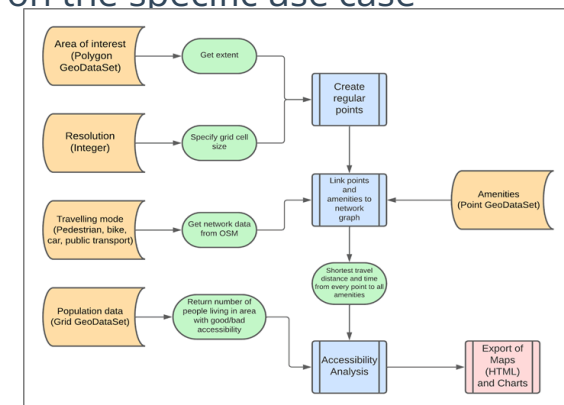 on the specific use case
Area of interest
(Polygon
GeoDataSet)
Get extent
Create
regular
points
Resolution
(Integer)
Specify grid cell
size
Travelling mode
(Pedestrian, bike,
car, public transport)
Get network data
from OSM
Link points
and
amenities to
network
graph
Amenities
(Point GeoDataSet)
Shortest travel
distance and time
from every point to all
amenities
Population data
(Grid GeoDataSet)
Return number of
people living in area
with good/bad
accessibility
Accessibility
Analysis
Export of
Maps
(HTML)
and Charts